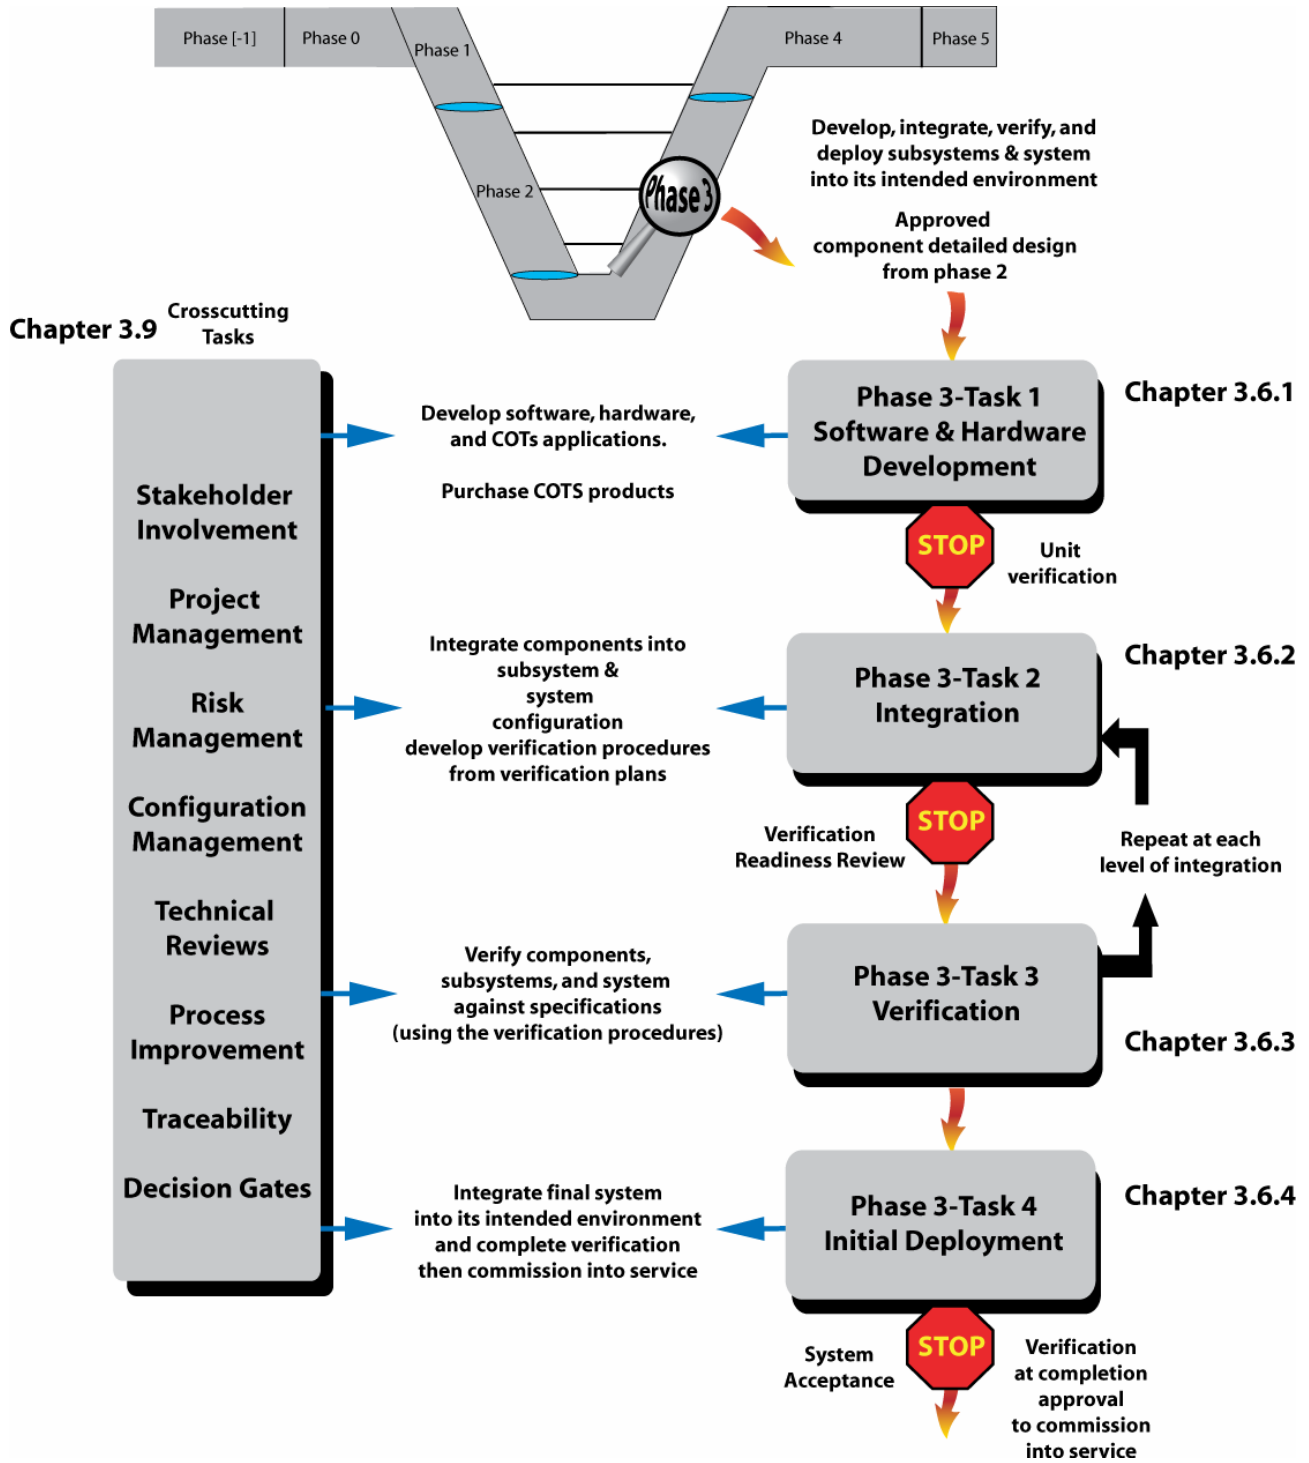 Phase [-1]
Phase 0
Phase 1
Phase 4
Phase 5
Phase 2
Phase 3
Develop, integrate, verify, and
deploy subsystems & system
into its intended environment
Approved
component detailed design
from phase 2
Chapter 3.9
Crosscutting
Tasks
Stakeholder
Involvement
Project
Management
Risk
Management
Configuration
Management
Technical
Reviews
Process
Improvement
Traceability
Decision Gates
Develop software, hardware,
and COTs applications.
Purchase COTS products
Phase 3-Task 1
Software & Hardware
Development
Chapter 3.6.1
STOP
Unit
verification
Integrate components into
subsystem &
system
configuration
develop verification procedures
from verification plans
Phase 3-Task 2
Integration
Chapter 3.6.2
STOP
Verification
Readiness Review
Repeat at each
level of integration
Verify components,
subsystems, and system
against specifications
(using the verification procedures)
Phase 3-Task 3
Verification
Chapter 3.6.3
Integrate final system
into its intended environment
and complete verification
then commission into service
Phase 3-Task 4
Initial Deployment
Chapter 3.6.4
STOP
System
Acceptance
Verification
at completion
approval
to commission
into service